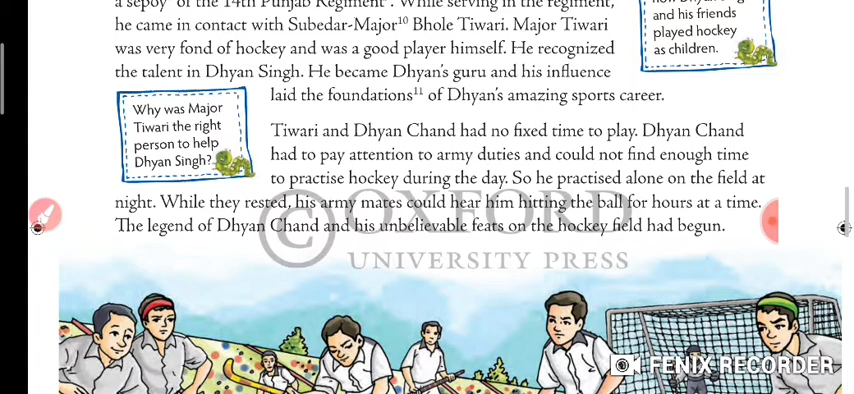 a sepoy⁹ of the 14th Punjab Regiment. While serving in the regiment,
he came in contact with Subedar-Major¹⁰ Bhole Tiwari. Major Tiwari
was very fond of hockey and was a good player himself. He recognized
the talent in Dhyan Singh. He became Dhyan's guru and his influence
laid the foundations¹¹ of Dhyan's amazing sports career.
and his friends
played hockey
as children.
Why was Major
Tiwari the right
person to help
Dhyan Singh?
Tiwari and Dhyan Chand had no fixed time to play. Dhyan Chand
had to pay attention to army duties and could not find enough time
to practise hockey during the day. So he practised alone on the field at
night. While they rested, his army mates could hear him hitting the ball for hours at a time.
The legend of Dhyan Chand and his unbelievable feats on the hockey field had begun.
© OXFORD
UNIVERSITY PRESS
FENIX RECORDER